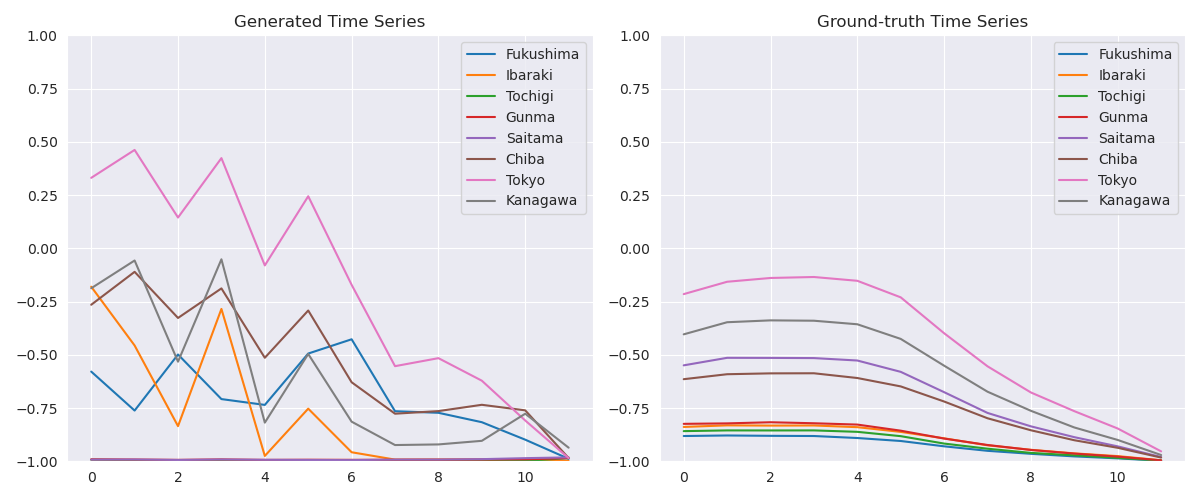 Generated Time Series
1.00
0.75
0.50
0.25
0.00
−0.25
−0.50
−0.75
−1.00
0 2 4 6 8 10
Fukushima
Ibaraki
Tochigi
Gunma
Saitama
Chiba
Tokyo
Kanagawa
Ground-truth Time Series
1.00
0.75
0.50
0.25
0.00
−0.25
−0.50
−0.75
−1.00
0 2 4 6 8 10
Fukushima
Ibaraki
Tochigi
Gunma
Saitama
Chiba
Tokyo
Kanagawa